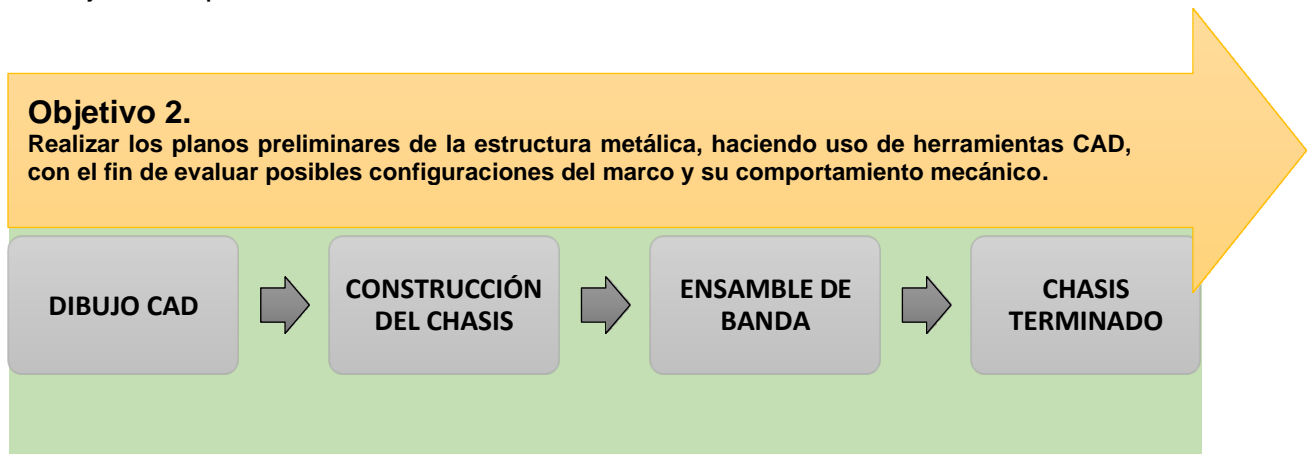 Objetivo 2.
Realizar los planos preliminares de la estructura metálica, haciendo uso de herramientas CAD,
con el fin de evaluar posibles configuraciones del marco y su comportamiento mecánico.
DIBUJO CAD
CONSTRUCCIÓN
DEL CHASIS
ENSAMBLE DE
BANDA
CHASIS
TERMINADO